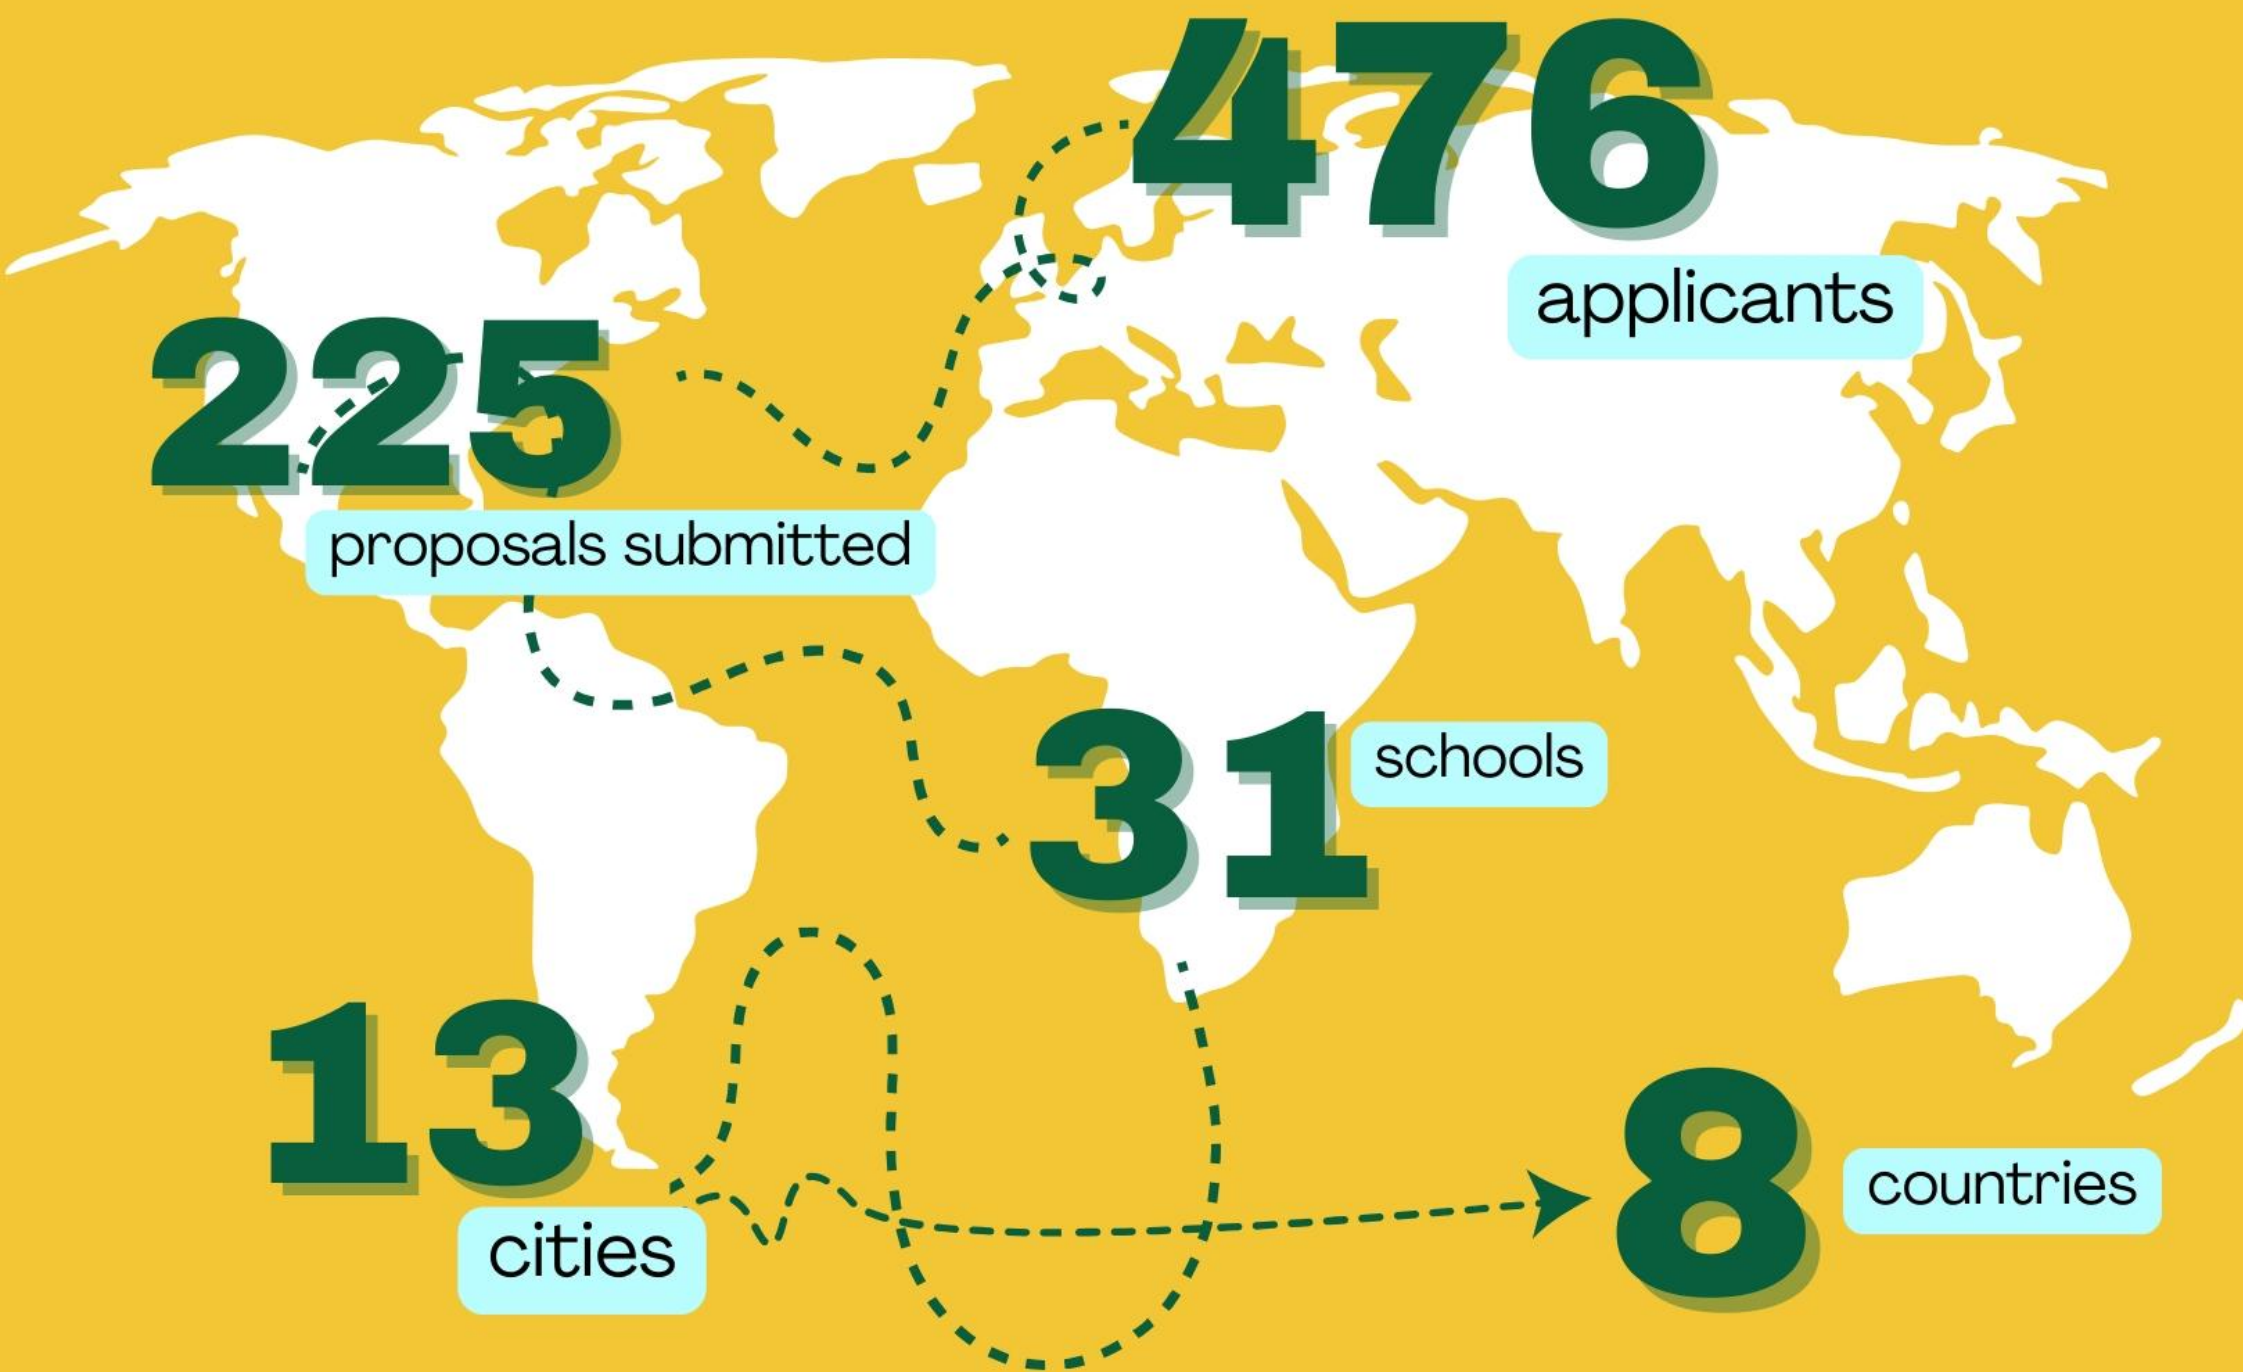 476
applicants
225
proposals submitted
31
schools
13
cities
8
countries